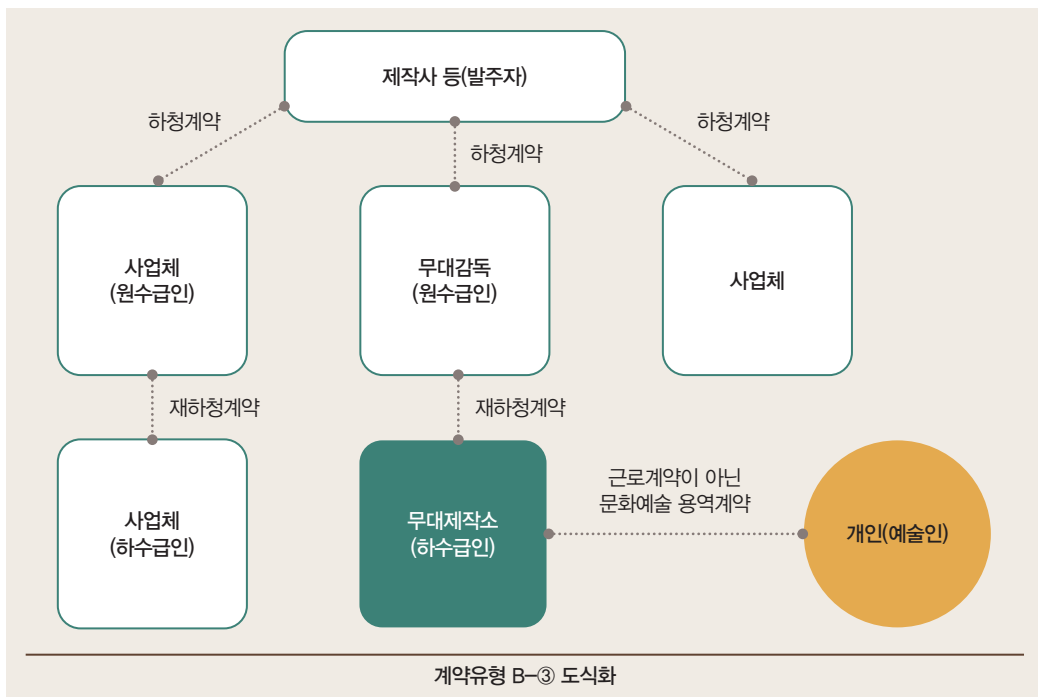 제작사 등(발주자)
하청계약
하청계약
하청계약
사업체
(원수급인)
무대감독
(원수급인)
사업체
재하청계약
재하청계약
사업체
(하수급인)
무대제작소
(하수급인)
근로계약이 아닌
문화예술 용역계약
개인(예술인)
계약유형 B-③ 도식화